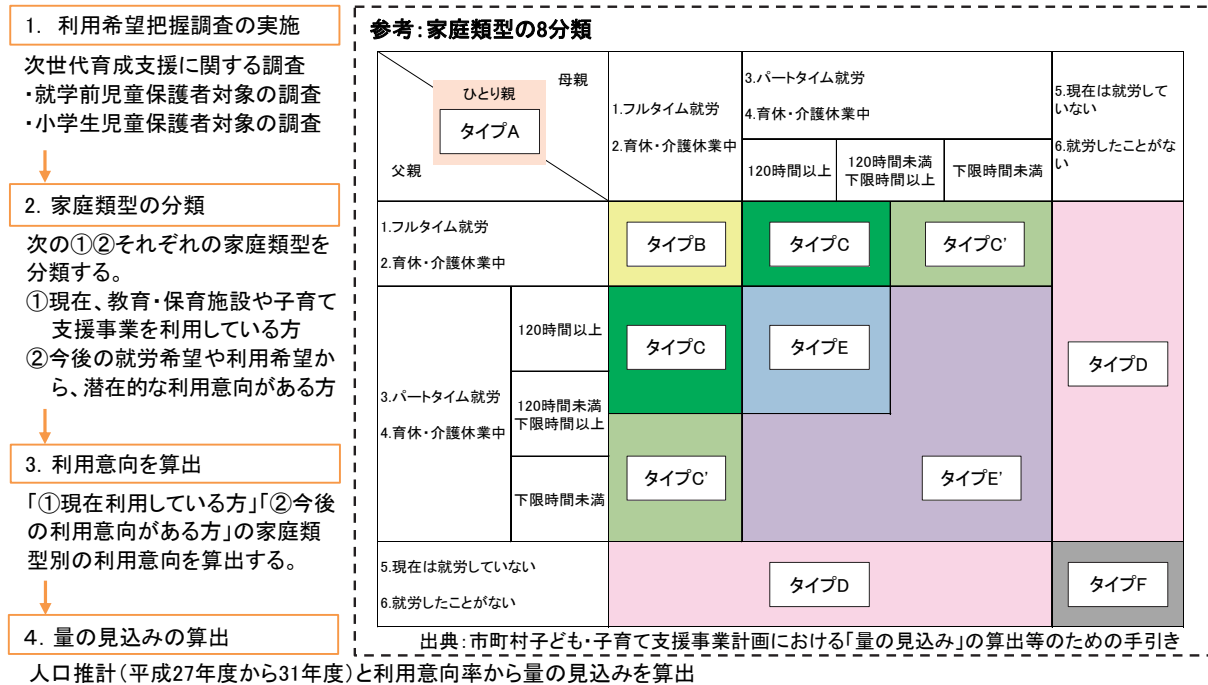 1．利用希望把握調査の実施
次世代育成支援に関する調査
・就学前児童保護者対象の調査
・小学生児童保護者対象の調査
2．家庭類型の分類
次の①②それぞれの家庭類型を
分類する。
①現在、教育・保育施設や子育て
支援事業を利用している方
②今後の就労希望や利用希望か
ら、潜在的な利用意向がある方
3．利用意向を算出
「①現在利用している方」「②今後
の利用意向がある方」の家庭類
型別の利用意向を算出する。
4．量の見込みの算出
人口推計（平成27年度から31年度）と利用意向率から量の見込みを算出
参考：家庭類型の8分類
母親
ひとり親
タイプA
父親
1.フルタイム就労
2.育休・介護休業中
3.パートタイム就労
4.育休・介護休業中
120時間以上
120時間未満
下限時間以上
下限時間未満
5.現在は就労して
いない
6.就労したことがな
い
1.フルタイム就労
2.育休・介護休業中
タイプB
タイプC
タイプC'
3.パートタイム就労
4.育休・介護休業中
120時間以上
120時間未満
下限時間以上
下限時間未満
タイプC
タイプE
タイプD
タイプC'
タイプE'
5.現在は就労していない
6.就労したことがない
タイプD
タイプF
出典：市町村子ども・子育て支援事業計画における「量の見込み」の算出等のための手引き